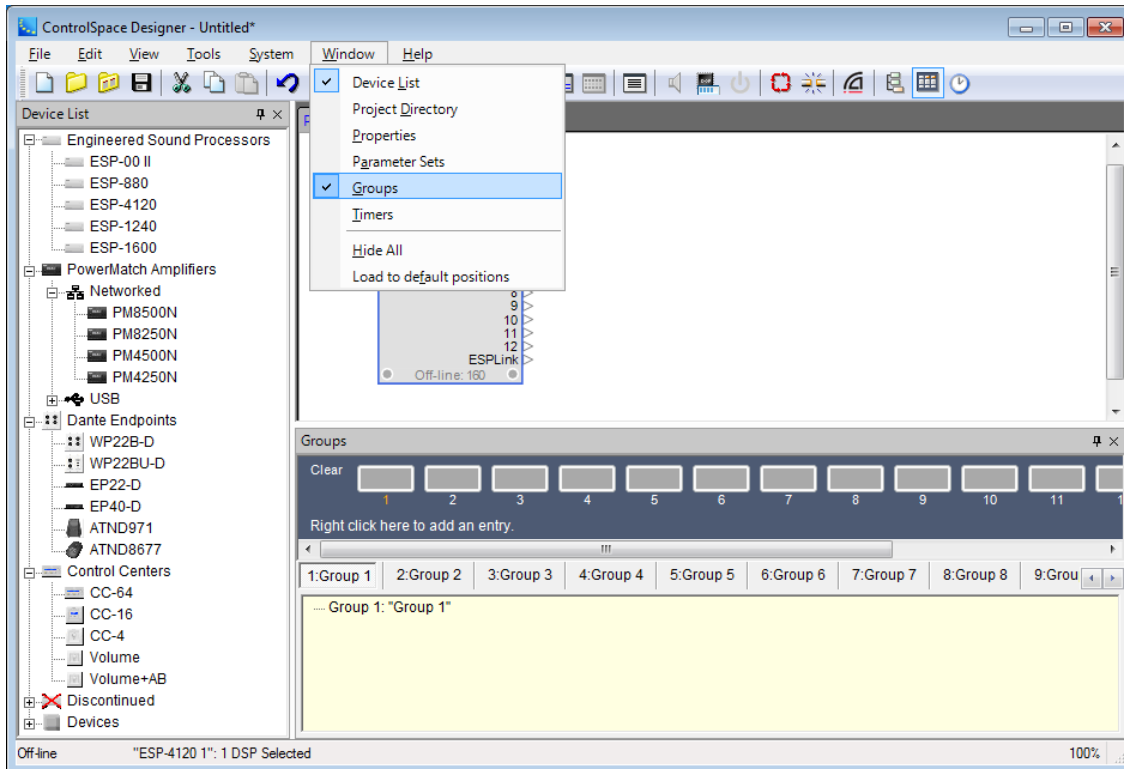 ControlSpace Designer - Untitled*
File Edit View Tools System Window Help
Device List
Project Directory
Properties
Parameter Sets
Groups
Timers
Hide All
Load to default positions
Device List
Engineered Sound Processors
ESP-00 II
ESP-880
ESP-4120
ESP-1240
ESP-1600
PowerMatch Amplifiers
Networked
PM8500N
PM8250N
PM4500N
PM4250N
USB
Dante Endpoints
WP22B-D
WP22BU-D
EP22-D
EP40-D
ATND971
ATND8677
Control Centers
CC-64
CC-16
CC-4
Volume
Volume+AB
Discontinued
Devices
8
9
10
11
12
ESPLink
Off-line: 160
Groups
Clear
1 2 3 4 5 6 7 8 9 10 11 1
Right click here to add an entry.
1:Group 1 2:Group 2 3:Group 3 4:Group 4 5:Group 5 6:Group 6 7:Group 7 8:Group 8 9:Grou
Group 1: "Group 1"
Off-line "ESP-4120 1": 1 DSP Selected 100%